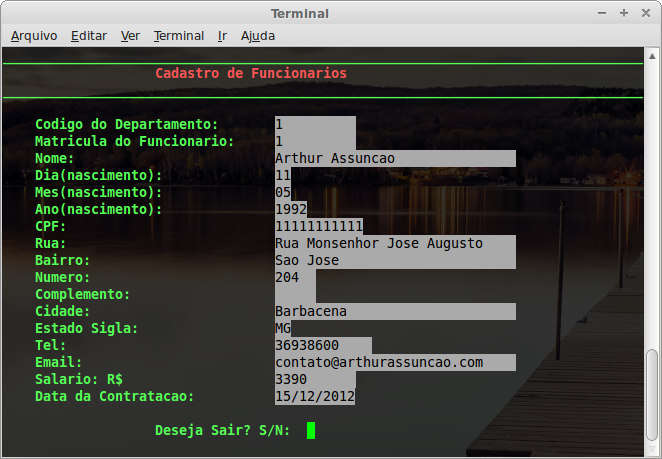 Terminal
Arquivo Editar Ver Terminal Ir Ajuda
Cadastro de Funcionarios
Codigo do Departamento: 1
Matricula do Funcionario: 1
Nome: Arthur Assuncao
Dia(nascimento): 11
Mes(nascimento): 05
Ano(nascimento): 1992
CPF: 11111111111
Rua: Rua Monsenhor Jose Augusto
Bairro: Sao Jose
Numero: 204
Complemento:
Cidade: Barbacena
Estado Sigla: MG
Tel: 36938600
Email: contato@arthurassuncao.com
Salario: R$ 3390
Data da Contratacao: 15/12/2012
Deseja Sair? S/N: